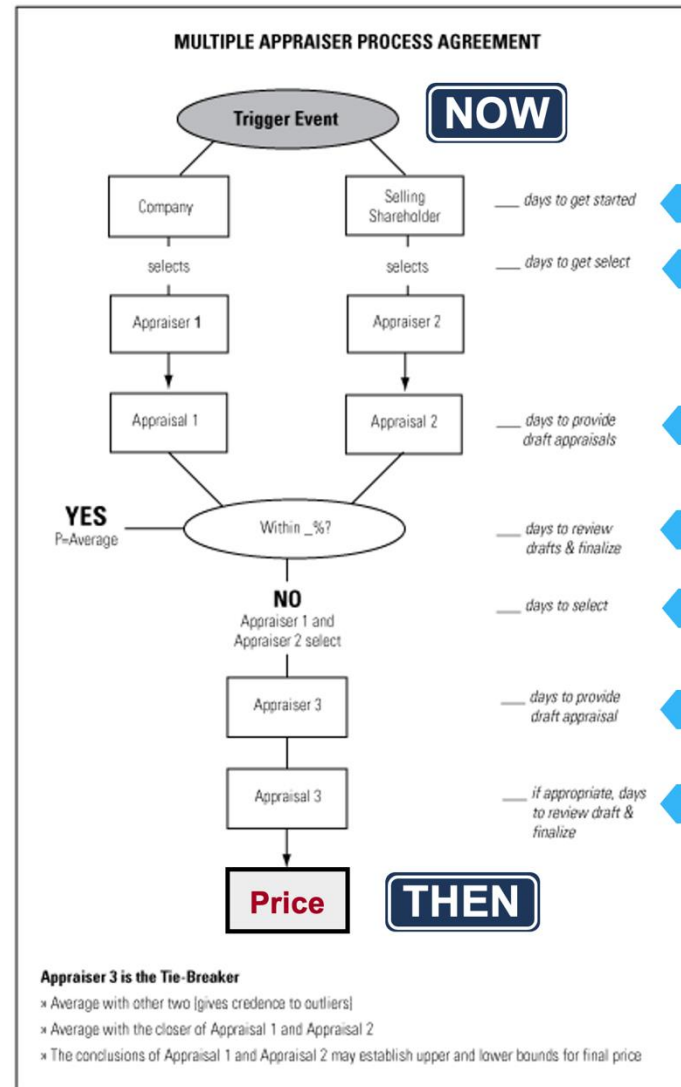 MULTIPLE APPRAISER PROCESS AGREEMENT
Trigger Event
NOW
Company
Selling
Shareholder
___ days to get started
selects
selects
___ days to get select
Appraiser 1
Appraiser 2
Appraisal 1
Appraisal 2
___ days to provide
draft appraisals
YES
P=Average
Within _%?
___ days to review
drafts & finalize
NO
Appraiser 1 and
Appraiser 2 select
___ days to select
Appraiser 3
___ days to provide
draft appraisal
Appraisal 3
___ if appropriate, days
to review draft &
finalize
Price
THEN
Appraiser 3 is the Tie-Breaker
» Average with other two (gives credence to outliers)
» Average with the closer of Appraisal 1 and Appraisal 2
» The conclusions of Appraisal 1 and Appraisal 2 may establish upper and lower bounds for final price